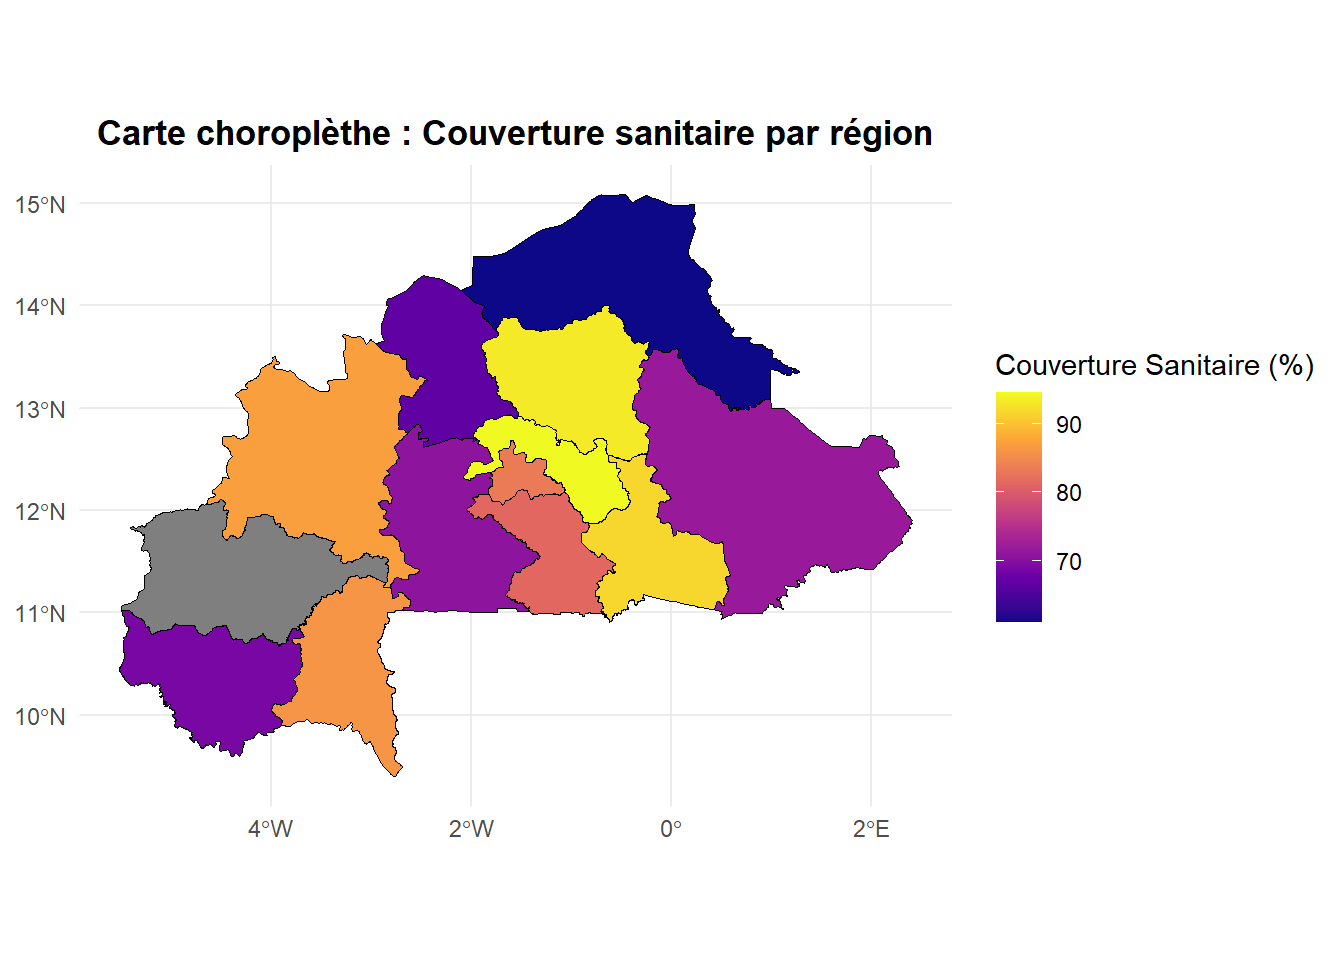 Carte choroplèthe : Couverture sanitaire par région
15°N
14°N
13°N
12°N
11°N
10°N
4°W
2°W
0°
2°E
Couverture Sanitaire (%)
90
80
70